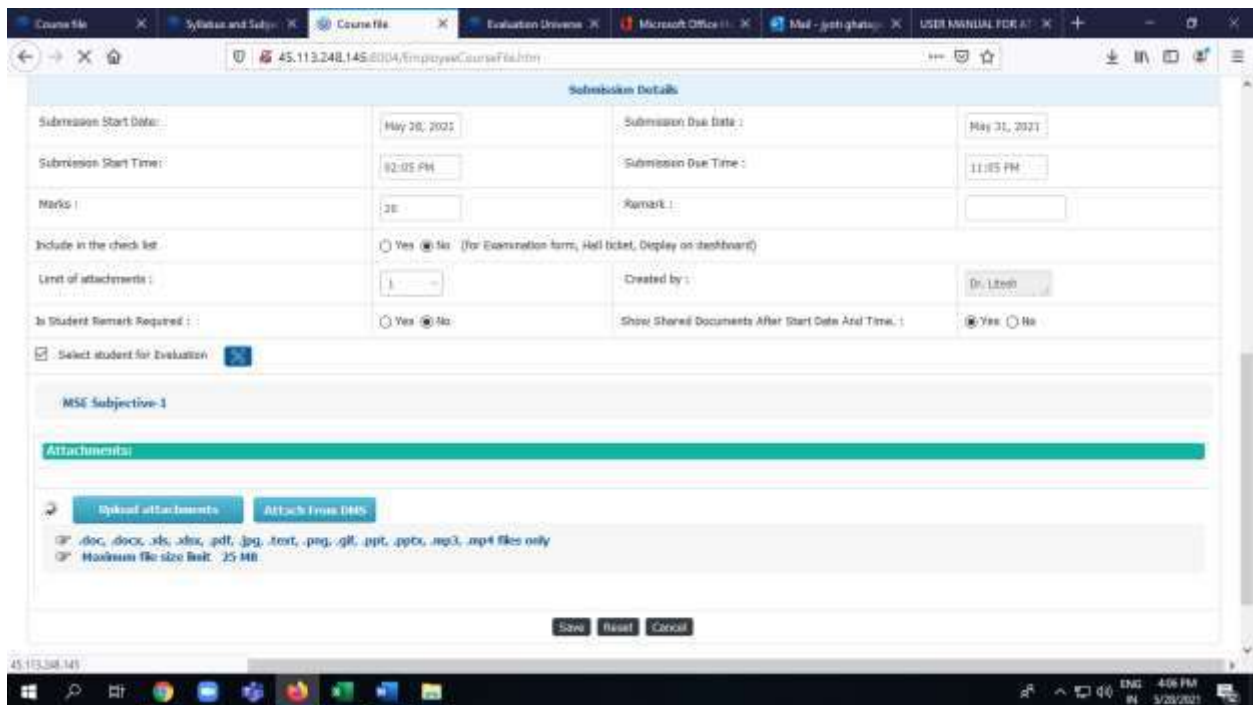 Course file
Syllabus and Subje
Course file
Evaluation Universe
Microsoft Office
Mail - jyoti ghatug
USER MANUAL FOR AT
45.113.248.145:8004/EmployeeCourseFile.htm
Submission Details
Submission Start Date: May 28, 2021 Submission Due Date : May 31, 2021
Submission Start Time: 02:05 PM Submission Due Time : 11:05 PM
Marks : 20 Remark :
Include in the check list Yes No (for Examination form, Hall ticket, Display on dashboard)
Limit of attachments : 1 Created by : Dr. Litesh
Is Student Remark Required : Yes No Show Shared Documents After Start Date And Time. : Yes No
Select student for Evaluation
MSE Subjective-1
Attachments:
Upload attachments Attach From DMS
.doc, .docx, .xls, .xlsx, .pdf, .jpg, .text, .png, .gif, .ppt, .pptx, .mp3, .mp4 files only
Maximum file size limit 25 MB
Save Reset Cancel
45.113.248.145
ENG 4:06 PM
IN 5/28/2021